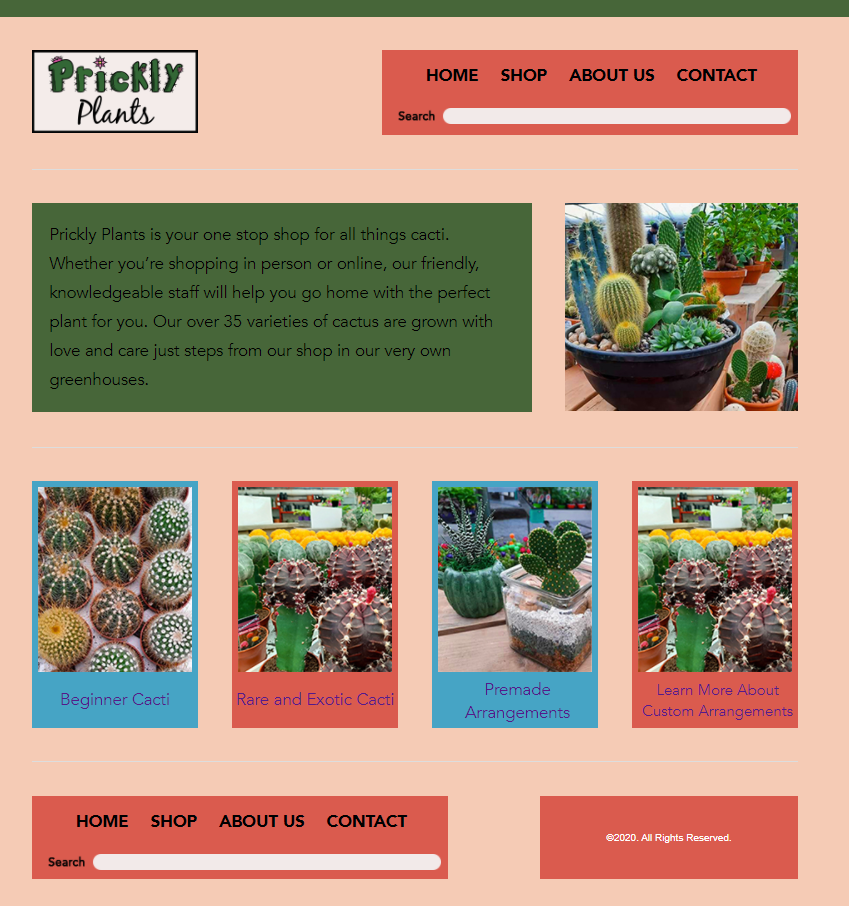 Prickly
Plants
HOME SHOP ABOUT US CONTACT
Search
Prickly Plants is your one stop shop for all things cacti.
Whether you’re shopping in person or online, our friendly,
knowledgeable staff will help you go home with the perfect
plant for you. Our over 35 varieties of cactus are grown with
love and care just steps from our shop in our very own
greenhouses.
Beginner Cacti
Rare and Exotic Cacti
Premade
Arrangements
Learn More About
Custom Arrangements
HOME SHOP ABOUT US CONTACT
Search
©2020. All Rights Reserved.